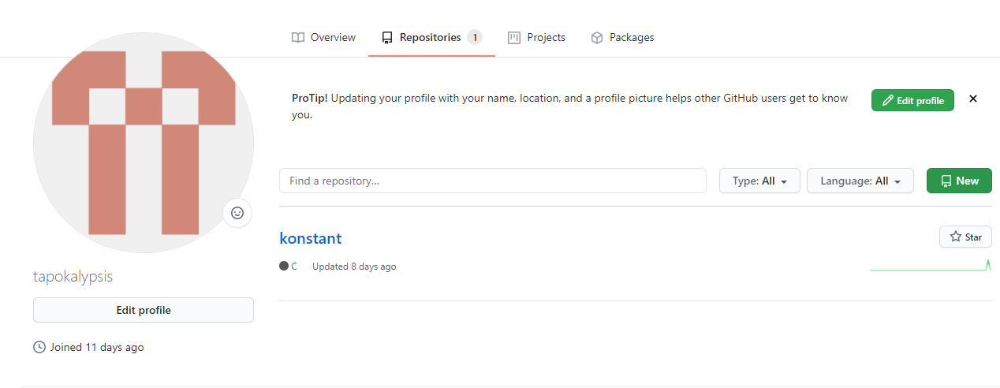 Overview Repositories 1 Projects Packages
ProTip! Updating your profile with your name, location, and a profile picture helps other GitHub users get to know
you.
Edit profile
Find a repository...
Type: All
Language: All
New
konstant
Star
C Updated 8 days ago
tapokalypsis
Edit profile
Joined 11 days ago